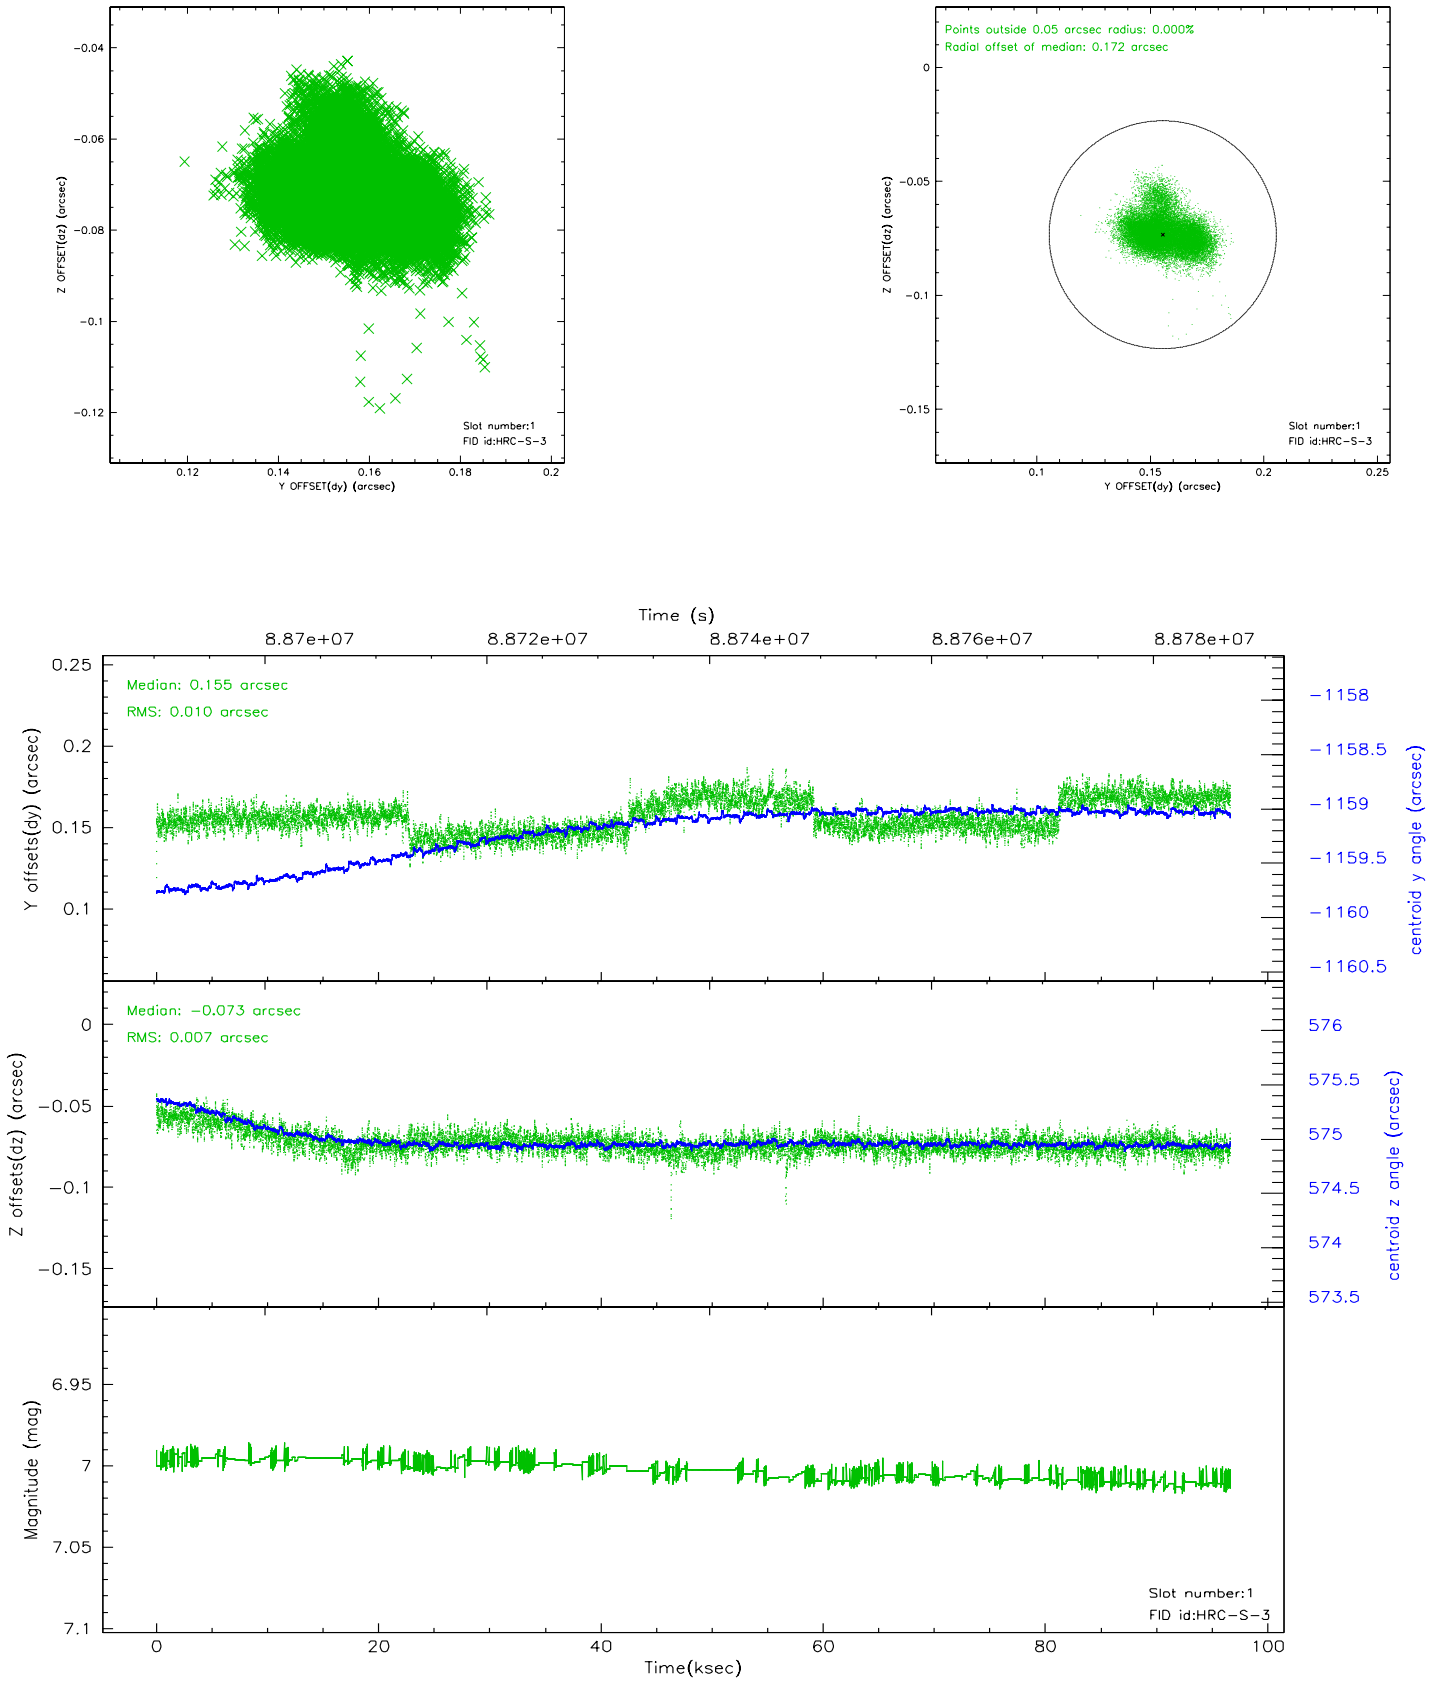 −0.04
−0.06
−0.08
−0.1
−0.12
Z OFFSET(dz) (arcsec)
0.12 0.14 0.16 0.18 0.2
Y OFFSET(dy) (arcsec)
Slot number:1
FID id:HRC−S−3
Points outside 0.05 arcsec radius: 0.000%
Radial offset of median: 0.172 arcsec
0
−0.05
−0.1
−0.15
Z OFFSET(dz) (arcsec)
0.1 0.15 0.2 0.25
Y OFFSET(dy) (arcsec)
Slot number:1
FID id:HRC−S−3
Time (s)
8.87e+07 8.872e+07 8.874e+07 8.876e+07 8.878e+07
Median: 0.155 arcsec
RMS: 0.010 arcsec
0.25
0.2
0.15
0.1
Y offsets(dy) (arcsec)
−1158
−1158.5
−1159
−1159.5
−1160
−1160.5
centroid y angle (arcsec)
Median: −0.073 arcsec
RMS: 0.007 arcsec
0
−0.05
−0.1
−0.15
Z offsets(dz) (arcsec)
576
575.5
575
574.5
574
573.5
centroid z angle (arcsec)
6.95
7
7.05
7.1
Magnitude (mag)
Slot number:1
FID id:HRC−S−3
0 20 40 60 80 100
Time(ksec)